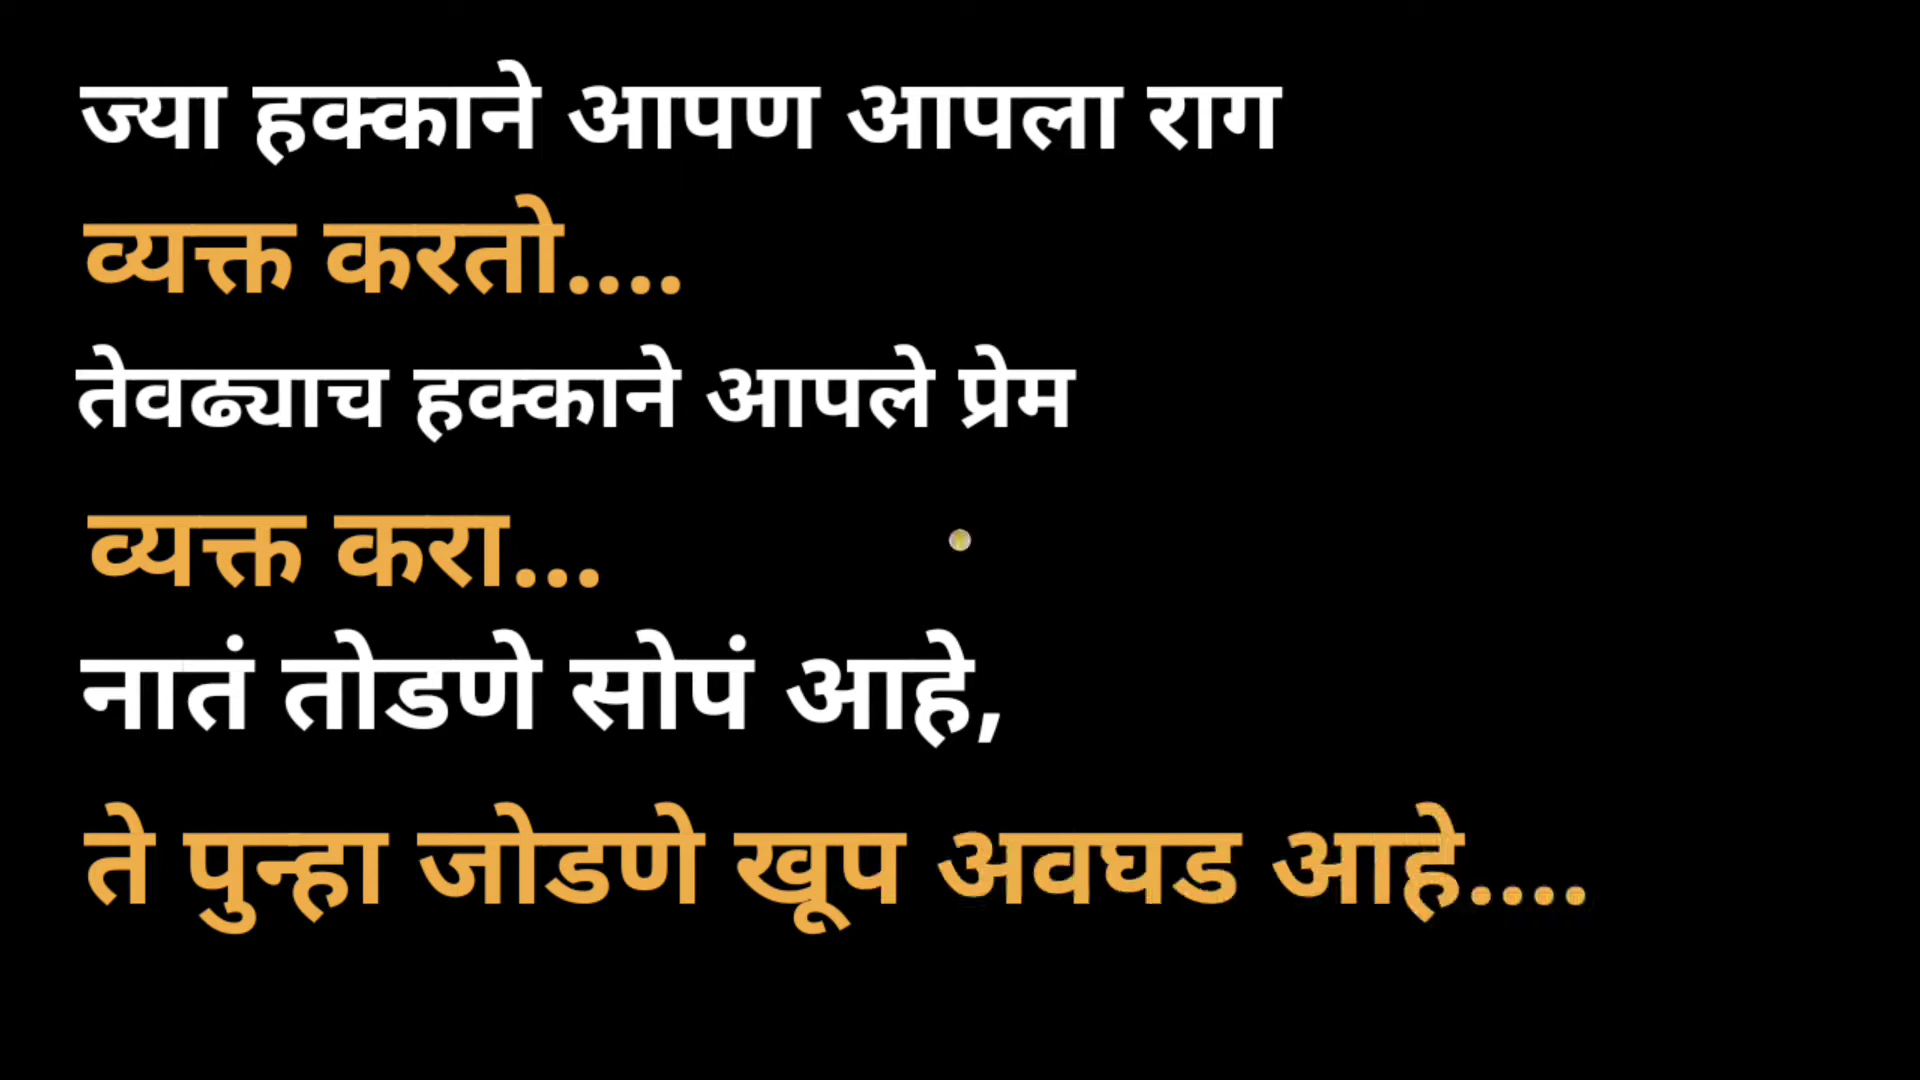 ज्या हक्काने आपण आपला राग
व्यक्त करतो....
तेवढ्याच हक्काने आपले प्रेम
व्यक्त करा...
नातं तोडणे सोपं आहे,
ते पुन्हा जोडणे खूप अवघड आहे....